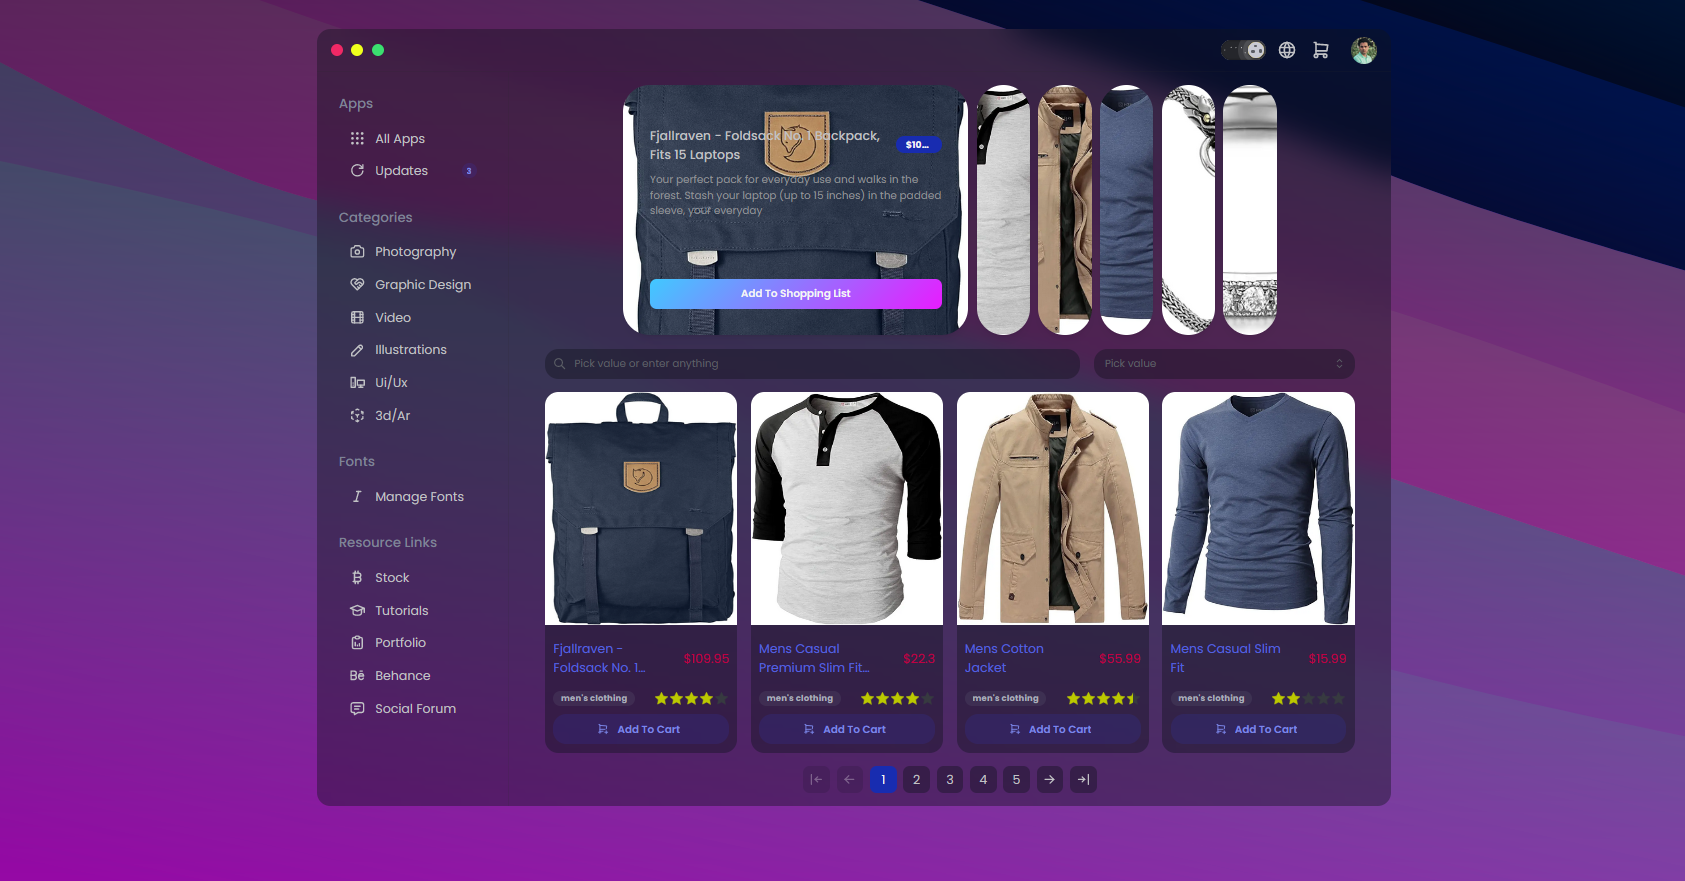 Apps
All Apps
Updates
3
Categories
Photography
Graphic Design
Video
Illustrations
Ui/Ux
3d/Ar
Fonts
Manage Fonts
Resource Links
Stock
Tutorials
Portfolio
Behance
Social Forum
Fjallraven - Foldsack No. 1 Backpack,
Fits 15 Laptops
$10...
Your perfect pack for everyday use and walks in the
forest. Stash your laptop (up to 15 inches) in the padded
sleeve, your everyday
Add To Shopping List
Pick value or enter anything
Pick value
Fjallraven -
Foldsack No. 1...
$109.95
men's clothing
Add To Cart
Mens Casual
Premium Slim Fit...
$22.3
men's clothing
Add To Cart
Mens Cotton
Jacket
$55.99
men's clothing
Add To Cart
Mens Casual Slim
Fit
$15.99
men's clothing
Add To Cart
1 2 3 4 5